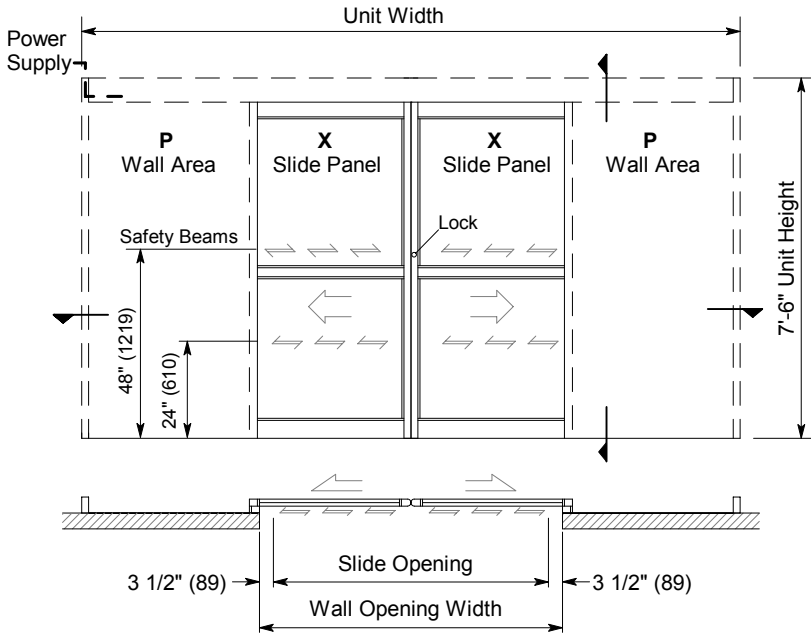 Unit Width
Power
Supply
P
Wall Area
X
Slide Panel
X
Slide Panel
P
Wall Area
Safety Beams
Lock
48" (1219)
24" (610)
7'-6" Unit Height
Slide Opening
3 1/2" (89)
3 1/2" (89)
Wall Opening Width